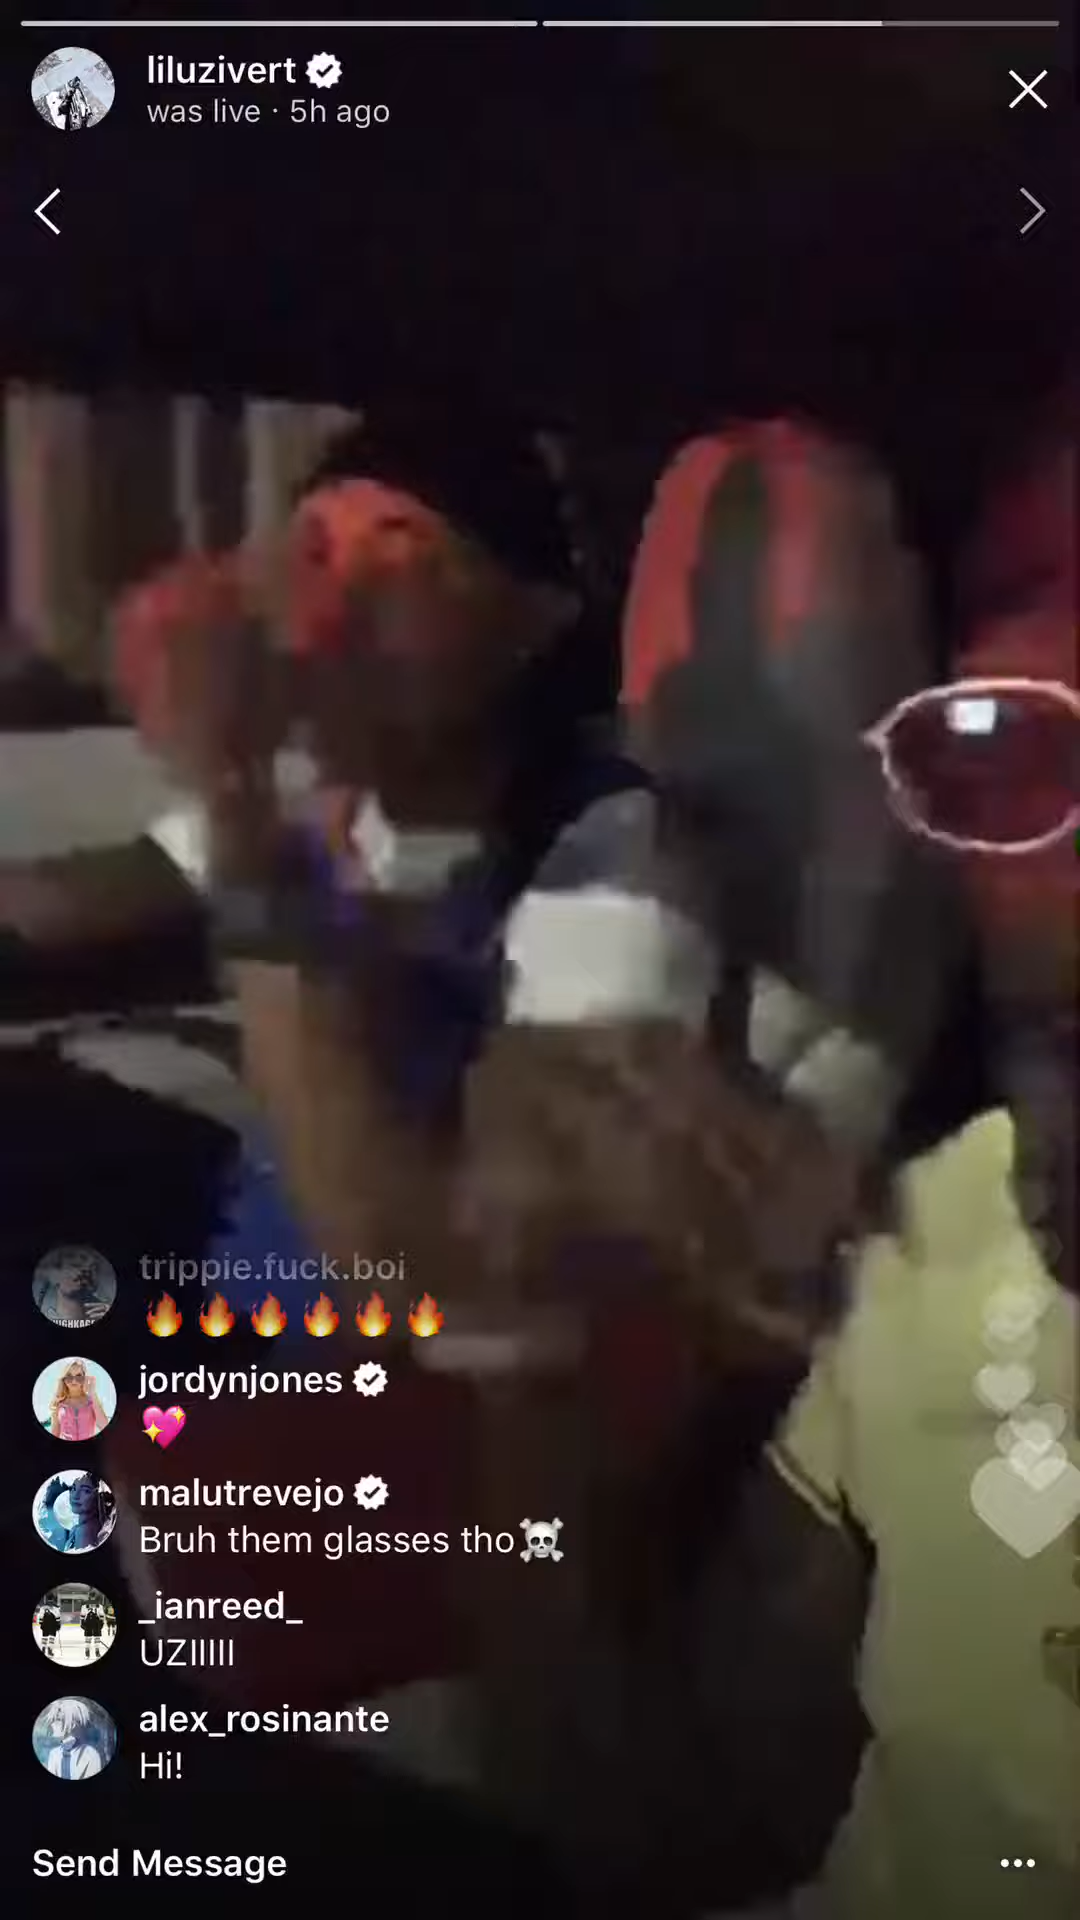 liluzivert
was live · 5h ago
trippie.fuck.boi
🔥🔥🔥🔥🔥🔥
jordynjones
💖
malutrevejo
Bruh them glasses tho☠️
_ianreed_
UZIIIII
alex_rosinante
Hi!
Send Message